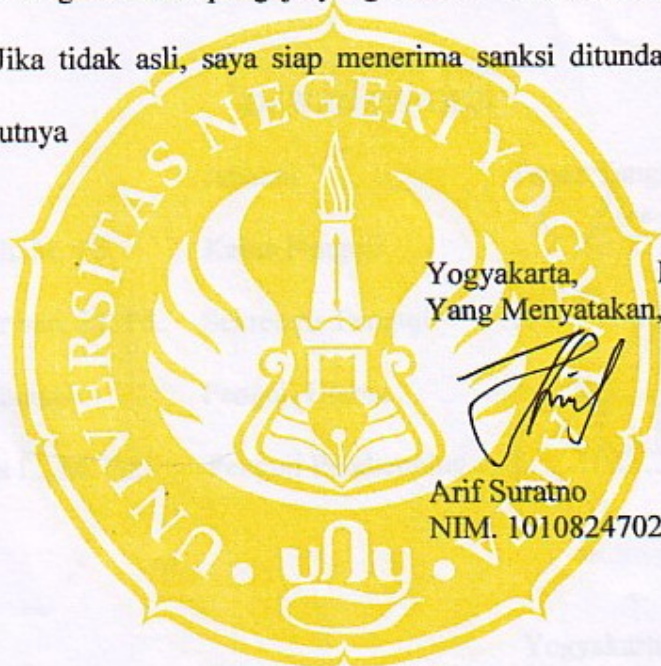 Jika tidak asli, saya siap menerima sanksi ditunda
utnya
UNIVERSITAS NEGERI YOGYAKARTA
Yogyakarta,
Yang Menyatakan,
Arif Suratno
NIM. 1010824702
uny